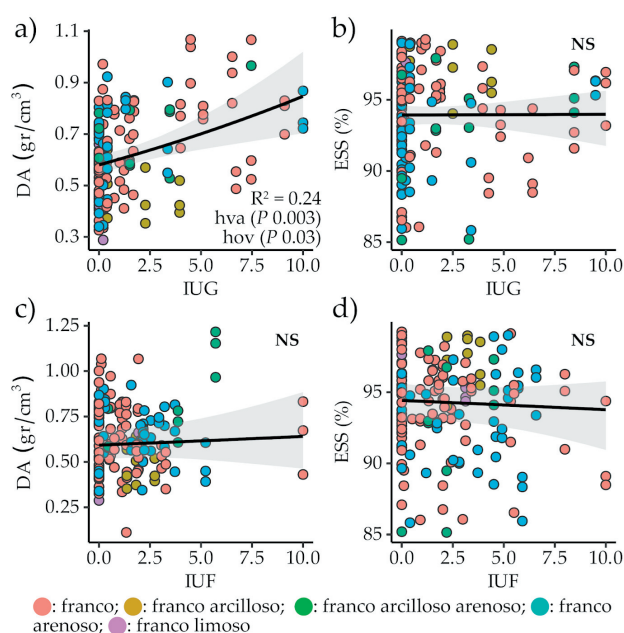 a)
DA (gr/cm³)
1.1
0.9
0.7
0.5
0.3
R² = 0.24
hva (P 0.003)
hov (P 0.03)
0.0 2.5 5.0 7.5 10.0
IUG
b)
NS
ESS (%)
95
90
85
0.0 2.5 5.0 7.5 10.0
IUG
c)
NS
DA (gr/cm³)
1.25
1.00
0.75
0.50
0.25
0.0 2.5 5.0 7.5 10.0
IUF
d)
NS
ESS (%)
95
90
85
0.0 2.5 5.0 7.5 10.0
IUF
: franco; : franco arcilloso; : franco arcilloso arenoso; : franco
arenoso; : franco limoso